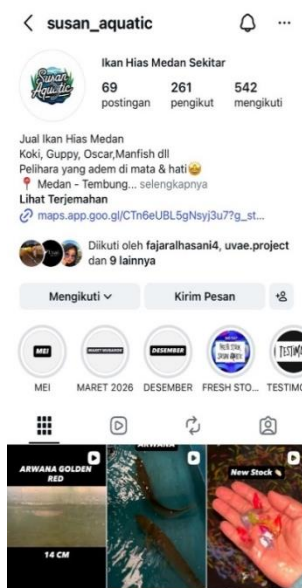 susan_aquatic
Susan
Aquatic
Ikan Hias Medan Sekitar
69 261 542
postingan pengikut mengikuti
Jual Ikan Hias Medan
Koki, Guppy, Oscar,Manfish dll
Pelihara yang adem di mata & hati🤩
📍 Medan - Tembung... selengkapnya
Lihat Terjemahan
maps.app.goo.gl/CTn6eUBL5gNsyj3u7?g_st...
Diikuti oleh fajaralhasani4, uvae.project
dan 9 lainnya
Mengikuti Kirim Pesan
MEI DESEMBER TESTIM
MEI MARET 2026 DESEMBER FRESH STO... TESTIMO
ARWANA
ARWANA GOLDEN
RED
14 CM
New Stock